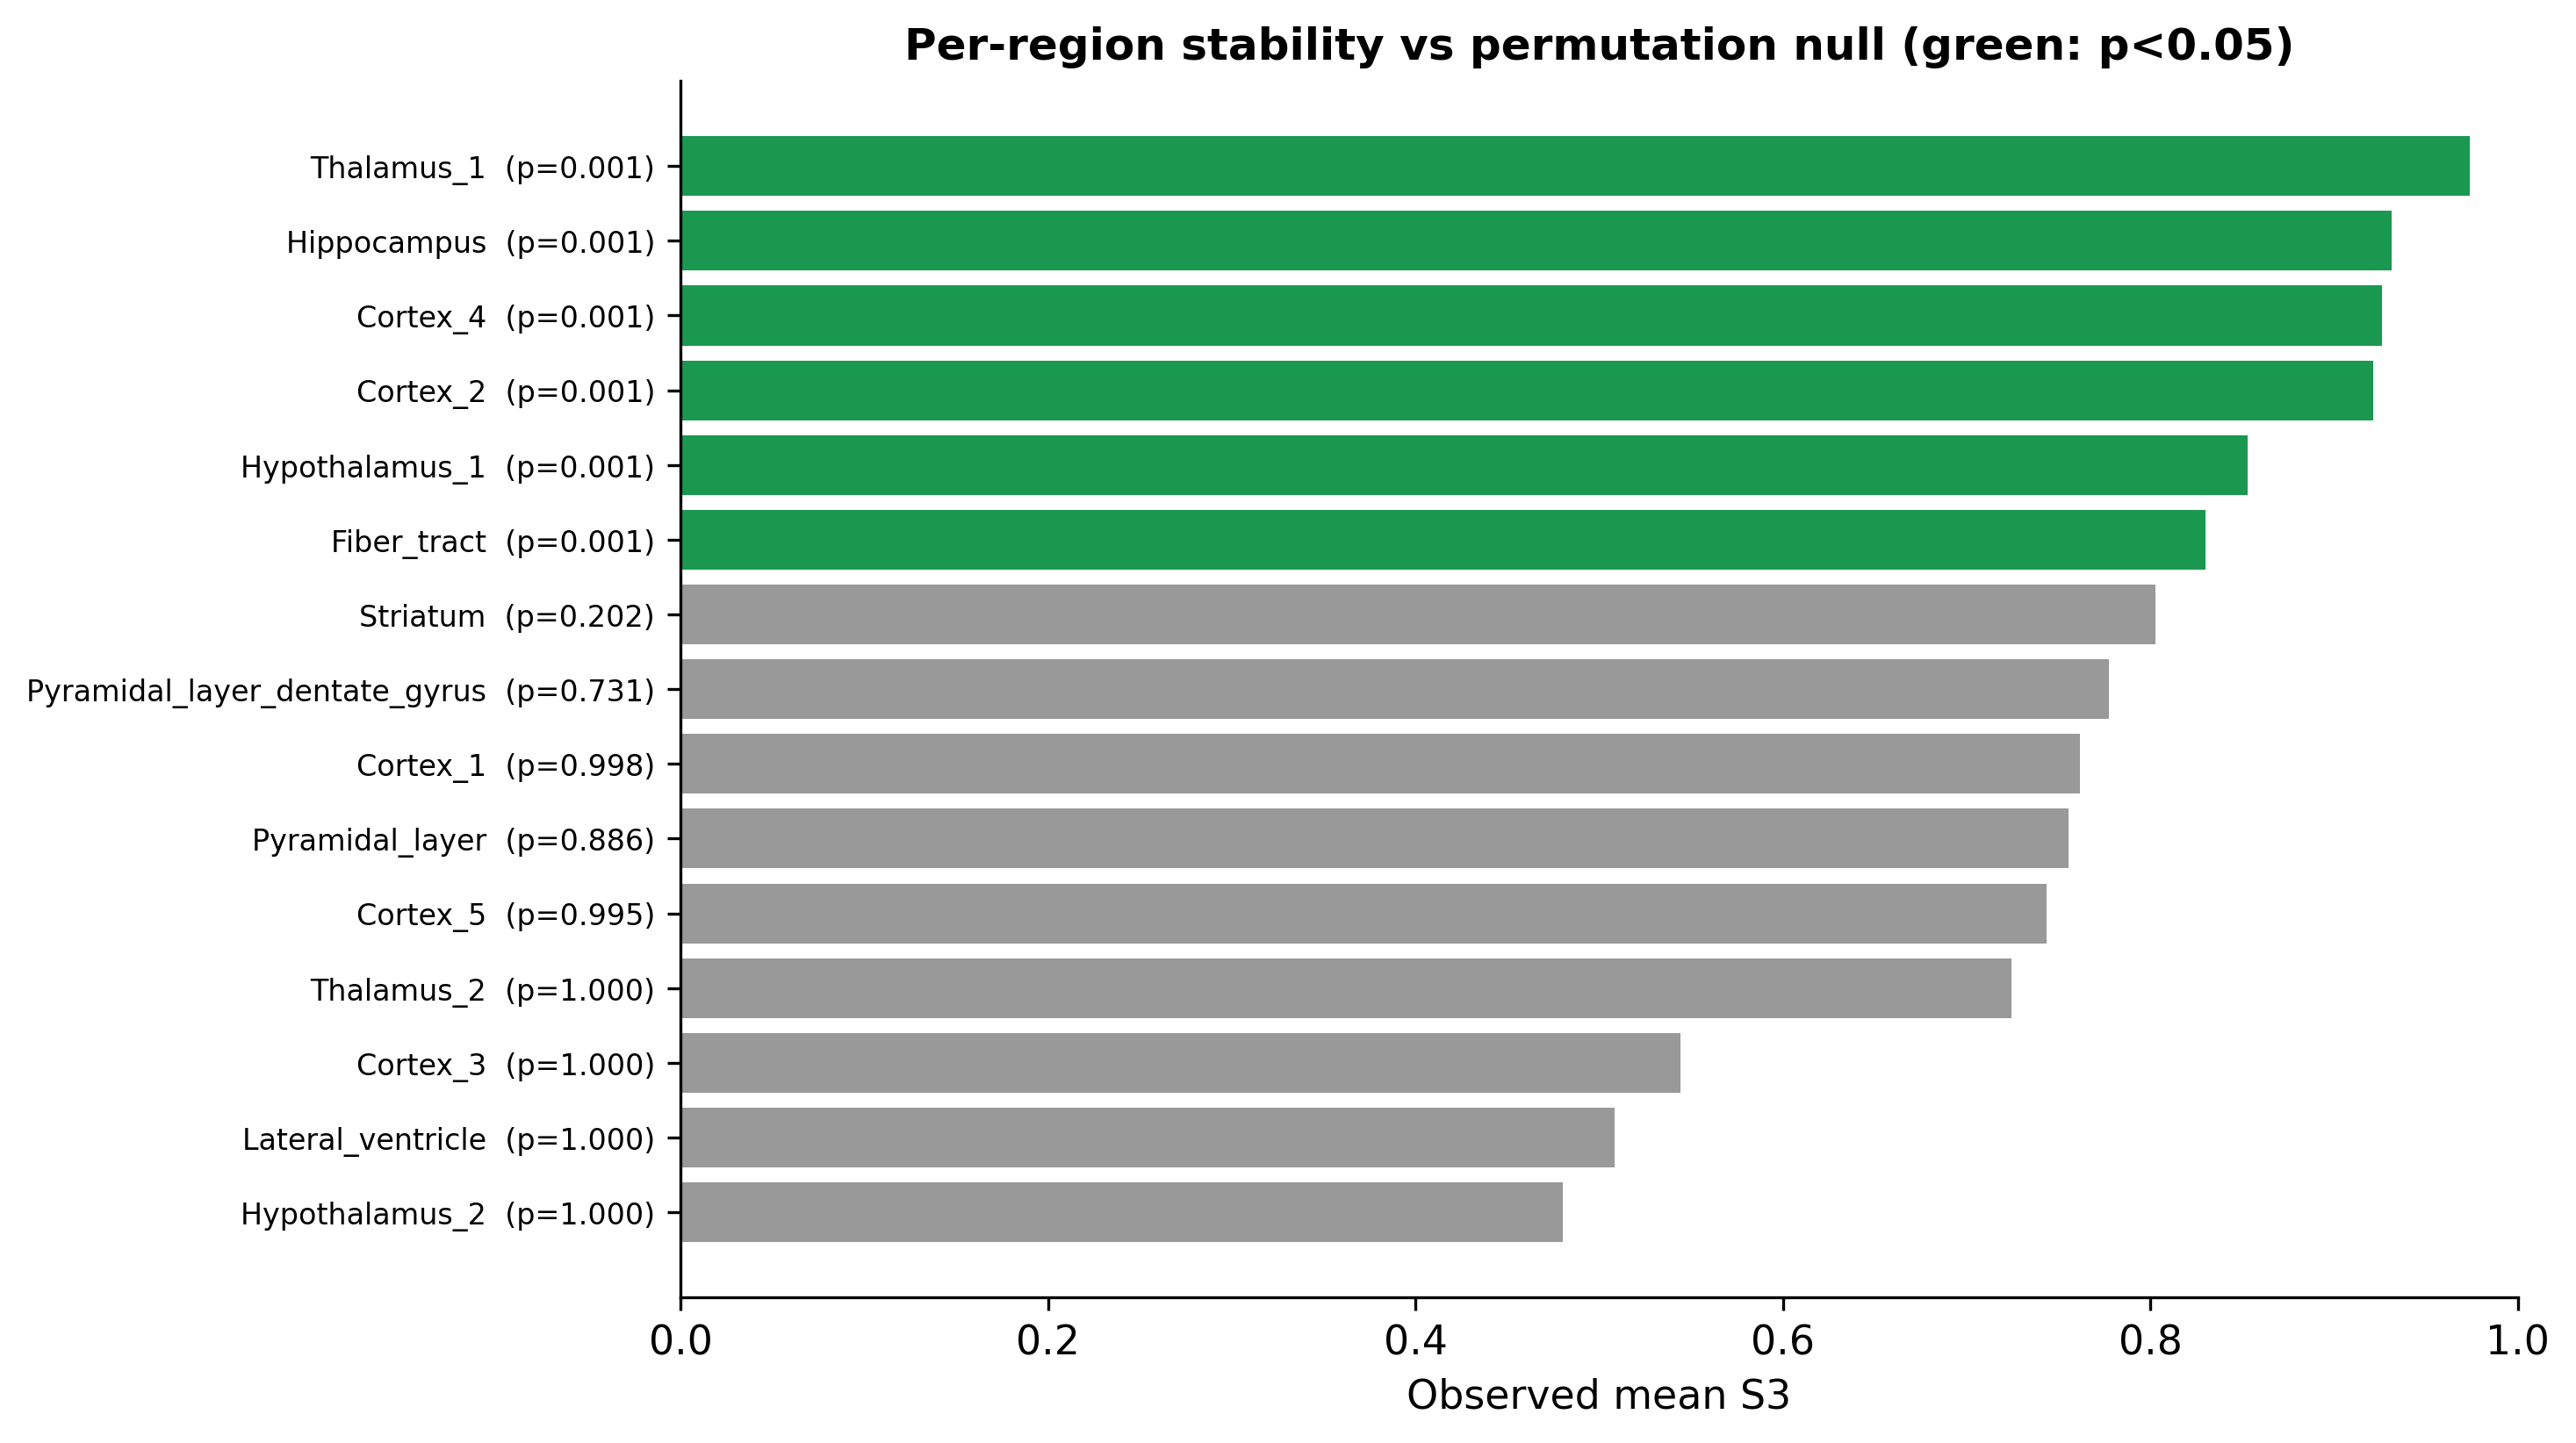 Per-region stability vs permutation null (green: p<0.05)
Thalamus_1 (p=0.001)
Hippocampus (p=0.001)
Cortex_4 (p=0.001)
Cortex_2 (p=0.001)
Hypothalamus_1 (p=0.001)
Fiber_tract (p=0.001)
Striatum (p=0.202)
Pyramidal_layer_dentate_gyrus (p=0.731)
Cortex_1 (p=0.998)
Pyramidal_layer (p=0.886)
Cortex_5 (p=0.995)
Thalamus_2 (p=1.000)
Cortex_3 (p=1.000)
Lateral_ventricle (p=1.000)
Hypothalamus_2 (p=1.000)
0.0 0.2 0.4 0.6 0.8 1.0
Observed mean S3